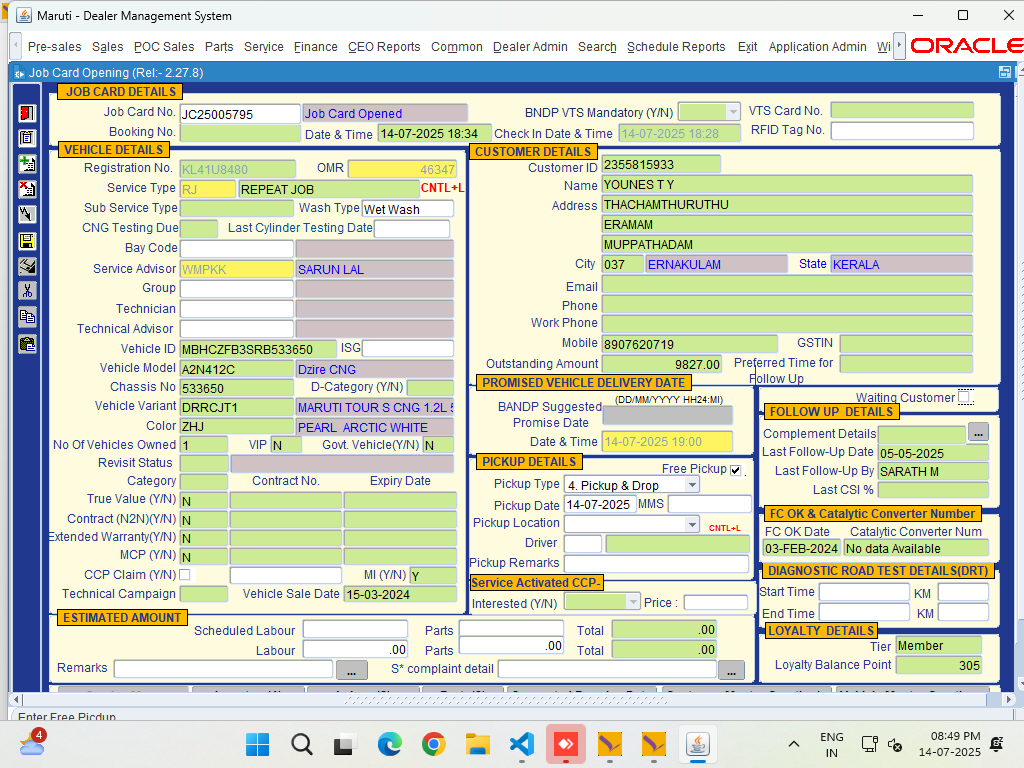 Maruti - Dealer Management System
Pre-sales Sales POC Sales Parts Service Finance CEO Reports Common Dealer Admin Search Schedule Reports Exit Application Admin Wi ORACLE
Job Card Opening (Rel:- 2.27.8)
JOB CARD DETAILS
Job Card No. JC25005795 Job Card Opened BNDP VTS Mandatory (Y/N) VTS Card No.
Booking No. Date & Time 14-07-2025 18:34 Check In Date & Time 14-07-2025 18:28 RFID Tag No.
VEHICLE DETAILS
Registration No. KL41U8480 OMR 46347
Service Type RJ REPEAT JOB CNTL+L
Sub Service Type Wash Type Wet Wash
CNG Testing Due Last Cylinder Testing Date
Bay Code
Service Advisor WMPKK SARUN LAL
Group
Technician
Technical Advisor
Vehicle ID MBHCZFB3SRB533650 ISG
Vehicle Model A2N412C Dzire CNG
Chassis No 533650 D-Category (Y/N)
Vehicle Variant DRRCJT1 MARUTI TOUR S CNG 1.2L 5
Color ZHJ PEARL ARCTIC WHITE
No Of Vehicles Owned 1 VIP N Govt. Vehicle(Y/N) N
Revisit Status
Category Contract No. Expiry Date
True Value (Y/N) N
Contract (N2N)(Y/N) N
Extended Warranty(Y/N) N
MCP (Y/N) N
CCP Claim (Y/N) MI (Y/N) Y
Technical Campaign Vehicle Sale Date 15-03-2024
CUSTOMER DETAILS
Customer ID 2355815933
Name YOUNES T Y
Address THACHAMTHURUTHU
ERAMAM
MUPPATHADAM
City 037 ERNAKULAM State KERALA
Email
Phone
Work Phone
Mobile 8907620719 GSTIN
Outstanding Amount 9827.00 Preferred Time for
Follow Up
PROMISED VEHICLE DELIVERY DATE
(DD/MM/YYYY HH24:MI)
BANDP Suggested
Promise Date
Date & Time 14-07-2025 19:00
PICKUP DETAILS
Free Pickup .
Pickup Type 4. Pickup & Drop
Pickup Date 14-07-2025 MMS
Pickup Location CNTL+L
Driver
Pickup Remarks
Service Activated CCP-
Interested (Y/N) Price :
Waiting Customer
FOLLOW UP DETAILS
Complement Details ...
Last Follow-Up Date 05-05-2025
Last Follow-Up By SARATH M
Last CSI %
FC OK & Catalytic Converter Number
FC OK Date Catalytic Converter Num
03-FEB-2024 No data Available
DIAGNOSTIC ROAD TEST DETAILS(DRT)
Start Time KM
End Time KM
LOYALTY DETAILS
Tier Member
Loyalty Balance Point 305
ESTIMATED AMOUNT
Scheduled Labour Parts Total .00
Labour .00 Parts .00 Total .00
Remarks ... S* complaint detail ...
Enter Free Picdup
4 ENG 08:49 PM
IN 14-07-2025